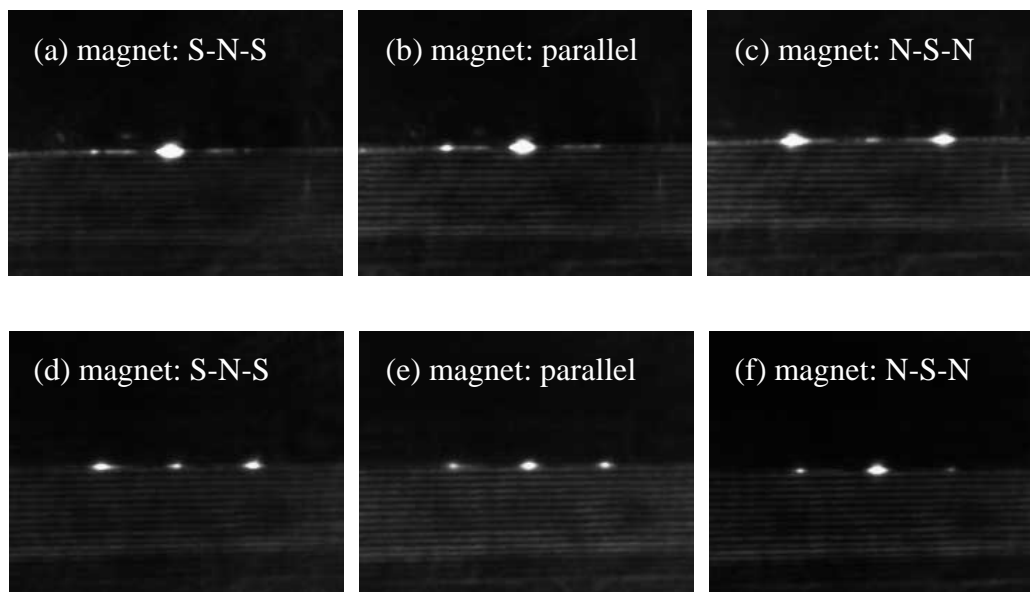 (a) magnet: S-N-S
(b) magnet: parallel
(c) magnet: N-S-N
(d) magnet: S-N-S
(e) magnet: parallel
(f) magnet: N-S-N